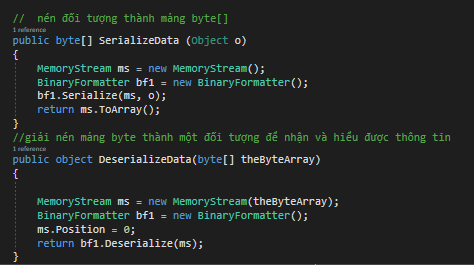 // nén đối tượng thành mảng byte[]
1 reference
public byte[] SerializeData (Object o)
{
MemoryStream ms = new MemoryStream();
BinaryFormatter bf1 = new BinaryFormatter();
bf1.Serialize(ms, o);
return ms.ToArray();
}
//giải nén mảng byte thành một đối tượng để nhận và hiểu được thông tin
1 reference
public object DeserializeData(byte[] theByteArray)
{
MemoryStream ms = new MemoryStream(theByteArray);
BinaryFormatter bf1 = new BinaryFormatter();
ms.Position = 0;
return bf1.Deserialize(ms);
}